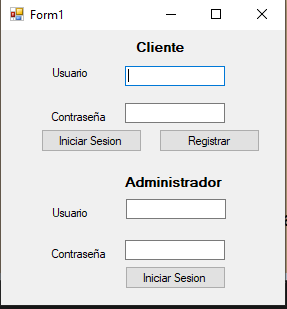 Form1
Cliente
Usuario
Contraseña
Iniciar Sesion Registrar
Administrador
Usuario
Contraseña
Iniciar Sesion